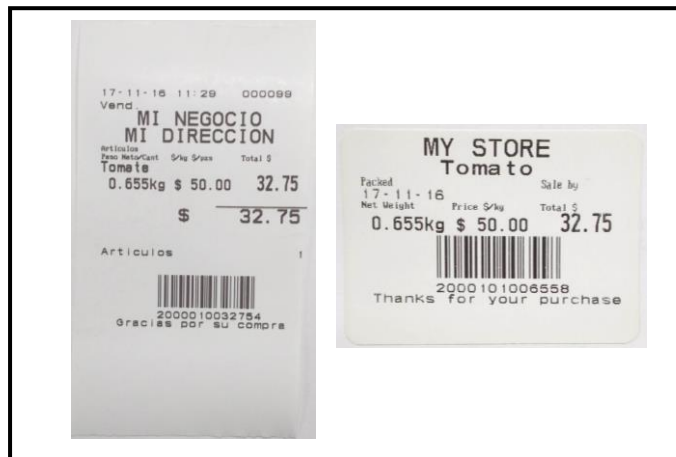 17-11-16 11:29 000099
Vend.
MI NEGOCIO
MI DIRECCION
Articulos
Peso Neto/Cant $/kg $/pza Total $
Tomate
0.655kg $ 50.00 32.75
$ 32.75
Articulos 1
2000010032754
Gracias por su compra
MY STORE
Tomato
Packed Sale by
17-11-16
Net Weight Price $/kg Total $
0.655kg $ 50.00 32.75
2000101006558
Thanks for your purchase